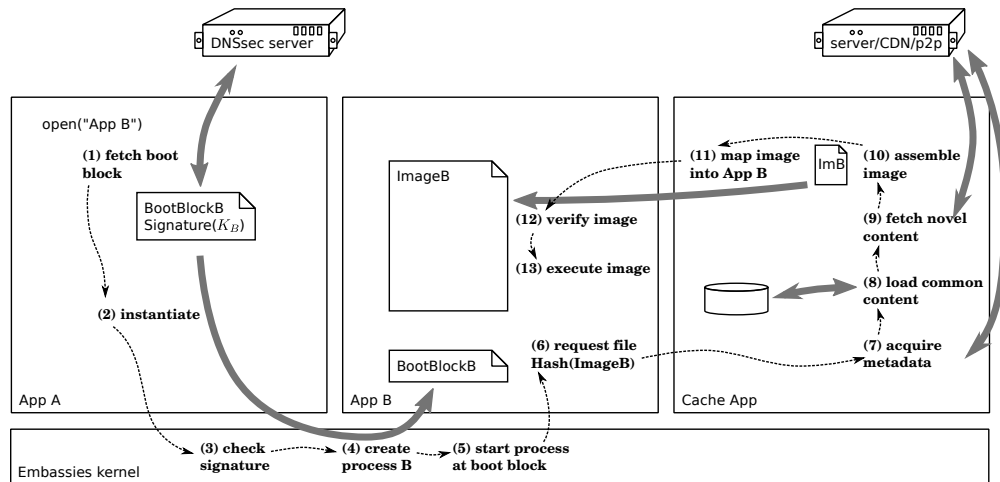 DNSsec server
server/CDN/p2p
open("App B")
(1) fetch boot
block
BootBlockB
Signature(K_B)
(2) instantiate
App A
ImageB
(11) map image
into App B
(12) verify image
(13) execute image
BootBlockB
(6) request file
Hash(ImageB)
App B
ImB
(10) assemble
image
(9) fetch novel
content
(8) load common
content
(7) acquire
metadata
Cache App
(3) check
signature
(4) create
process B
(5) start process
at boot block
Embassies kernel